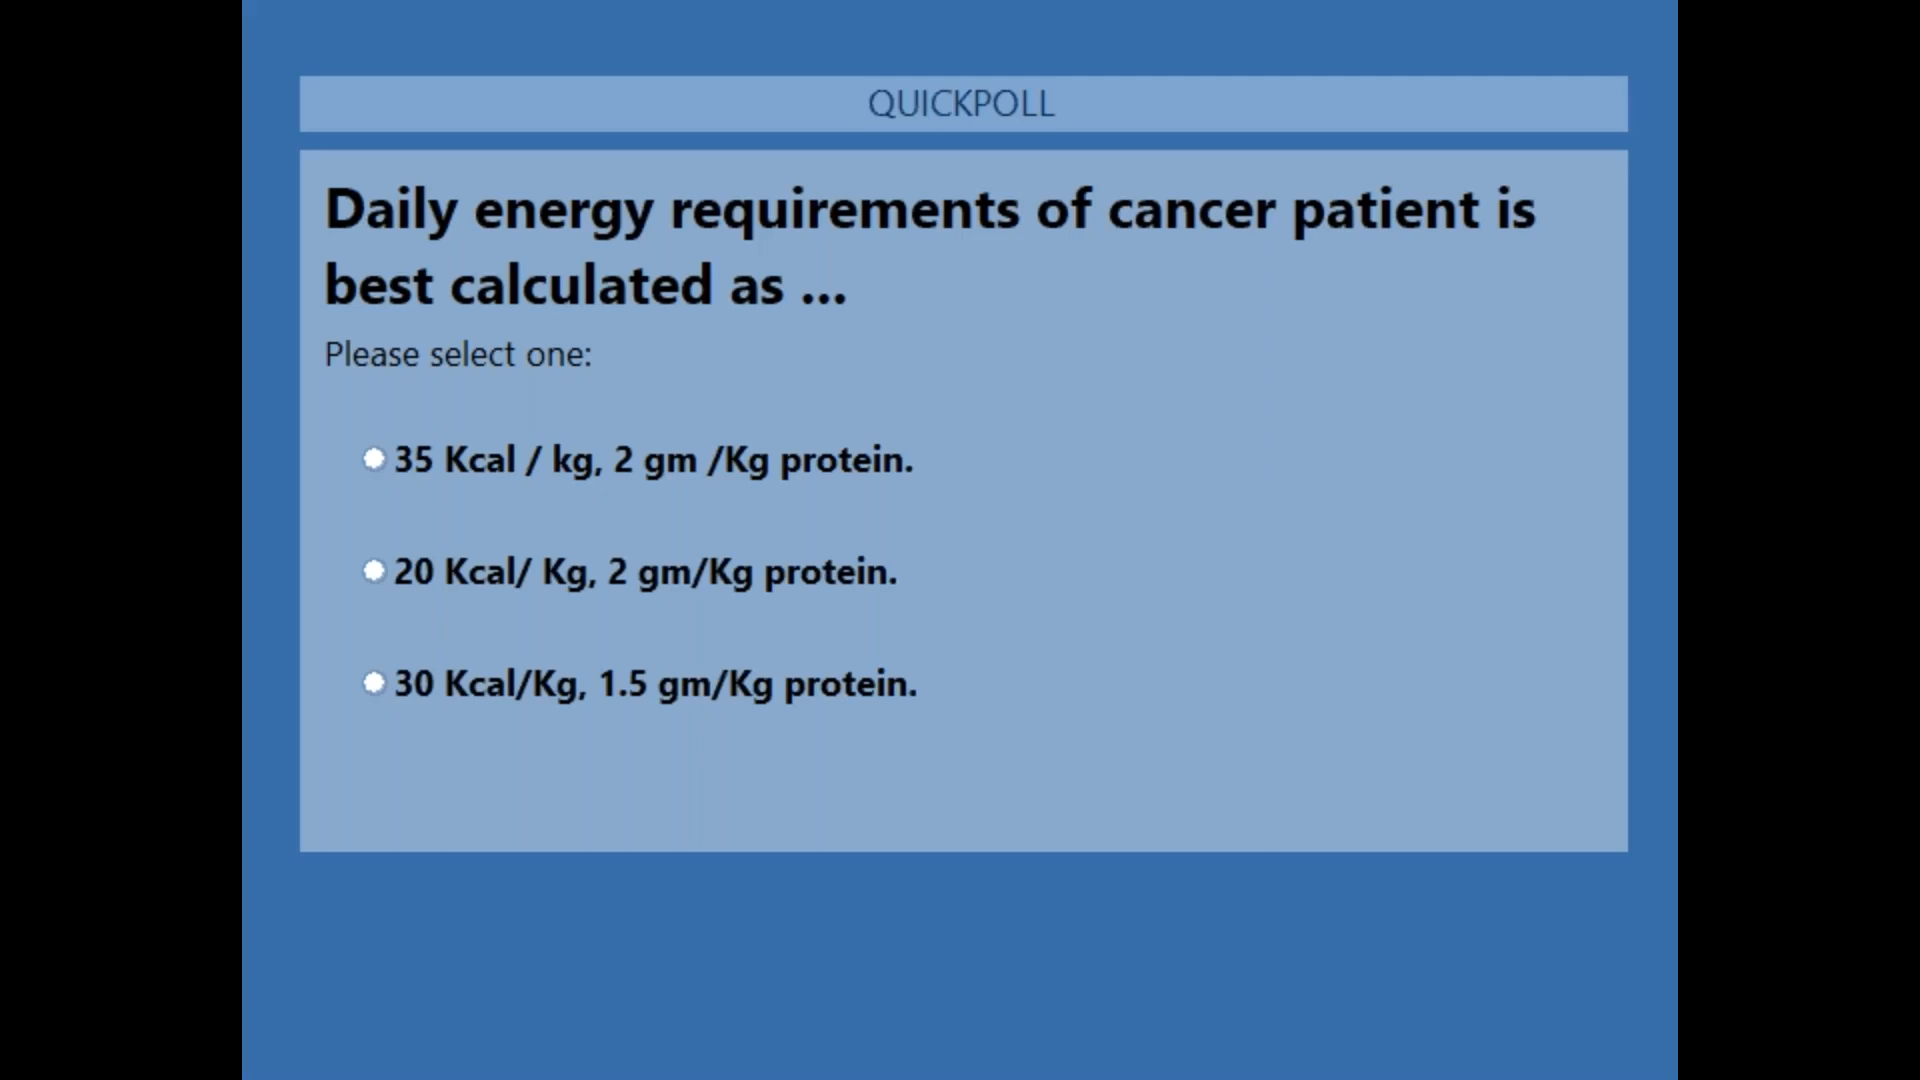 QUICKPOLL
Daily energy requirements of cancer patient is
best calculated as ...
Please select one:
35 Kcal / kg, 2 gm /Kg protein.
20 Kcal/ Kg, 2 gm/Kg protein.
30 Kcal/Kg, 1.5 gm/Kg protein.